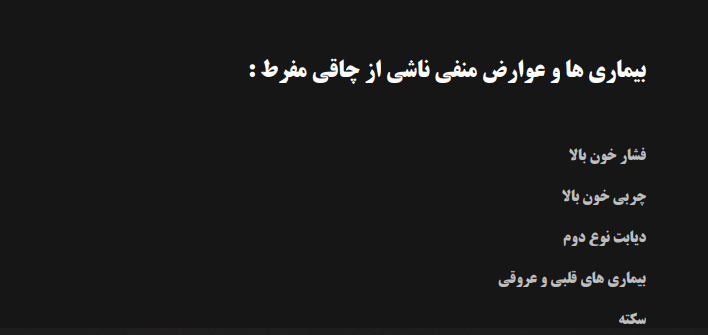 بیماری ها و عوارض منفی ناشی از چاقی مفرط :
فشار خون بالا
چربی خون بالا
دیابت نوع دوم
بیماری های قلبی و عروقی
سکته